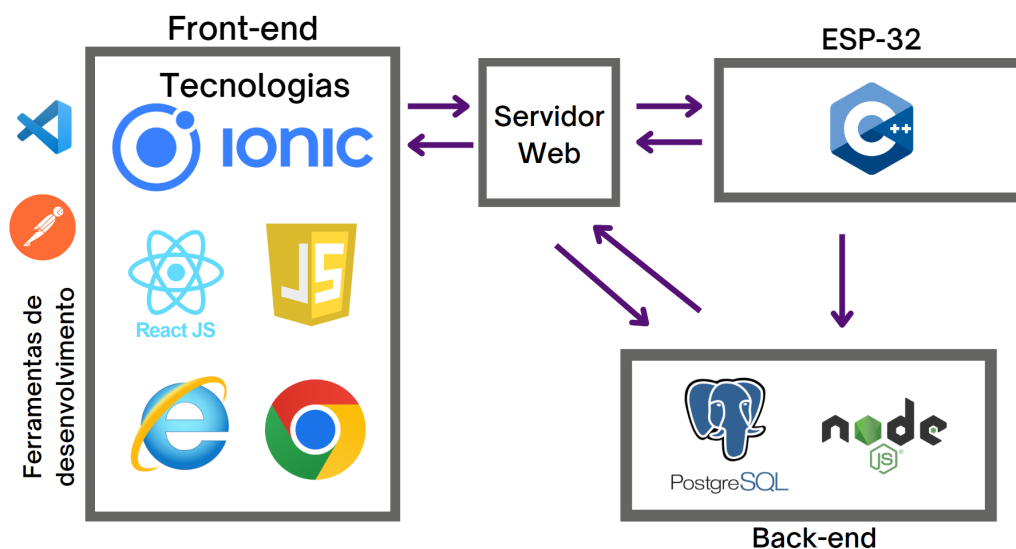 Front-end
Tecnologias
IONIC
React JS
JS
Ferramentas de
desenvolvimento
Servidor
Web
ESP-32
C++
PostgreSQL
node
JS
®
Back-end